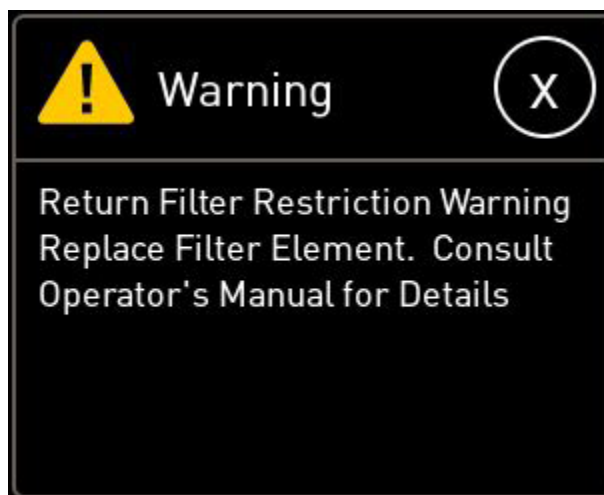 ! Warning X
Return Filter Restriction Warning
Replace Filter Element.  Consult
Operator's Manual for Details